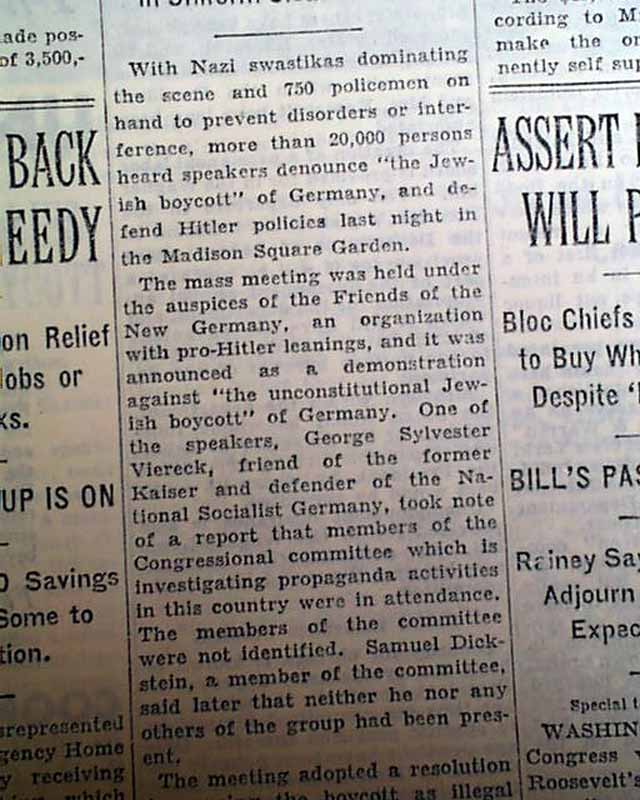 ade pos-
of 3,500,-
BACK
EEDY
on Relief
obs or
ks.
UP IS ON
Savings
Some to
tion.
srepresented
gency Home
y receiving
which
With Nazi swastikas dominating
the scene and 750 policemen on
hand to prevent disorders or inter-
ference, more than 20,000 persons
heard speakers denounce "the Jew-
ish boycott" of Germany, and de-
fend Hitler policies last night in
the Madison Square Garden.
The mass meeting was held under
the auspices of the Friends of the
New Germany, an organization
with pro-Hitler leanings, and it was
announced as a demonstration
against "the unconstitutional Jew-
ish boycott" of Germany. One of
the speakers, George Sylvester
Viereck, friend of the former
Kaiser and defender of the Na-
tional Socialist Germany, took note
of a report that members of the
Congressional committee which is
investigating propaganda activities
in this country were in attendance.
The members of the committee
were not identified. Samuel Dick-
stein, a member of the committee,
said later that neither he nor any
others of the group had been pres-
ent.
The meeting adopted a resolution
the boycott as illegal
cording to M
make the or
nently self sup
ASSERT
WILL
Bloc Chiefs
to Buy Wh
Despite
BILL'S PAS
Rainey Say
Adjourn
Expec
Special t
WASHIN
Congress
Roosevelt's